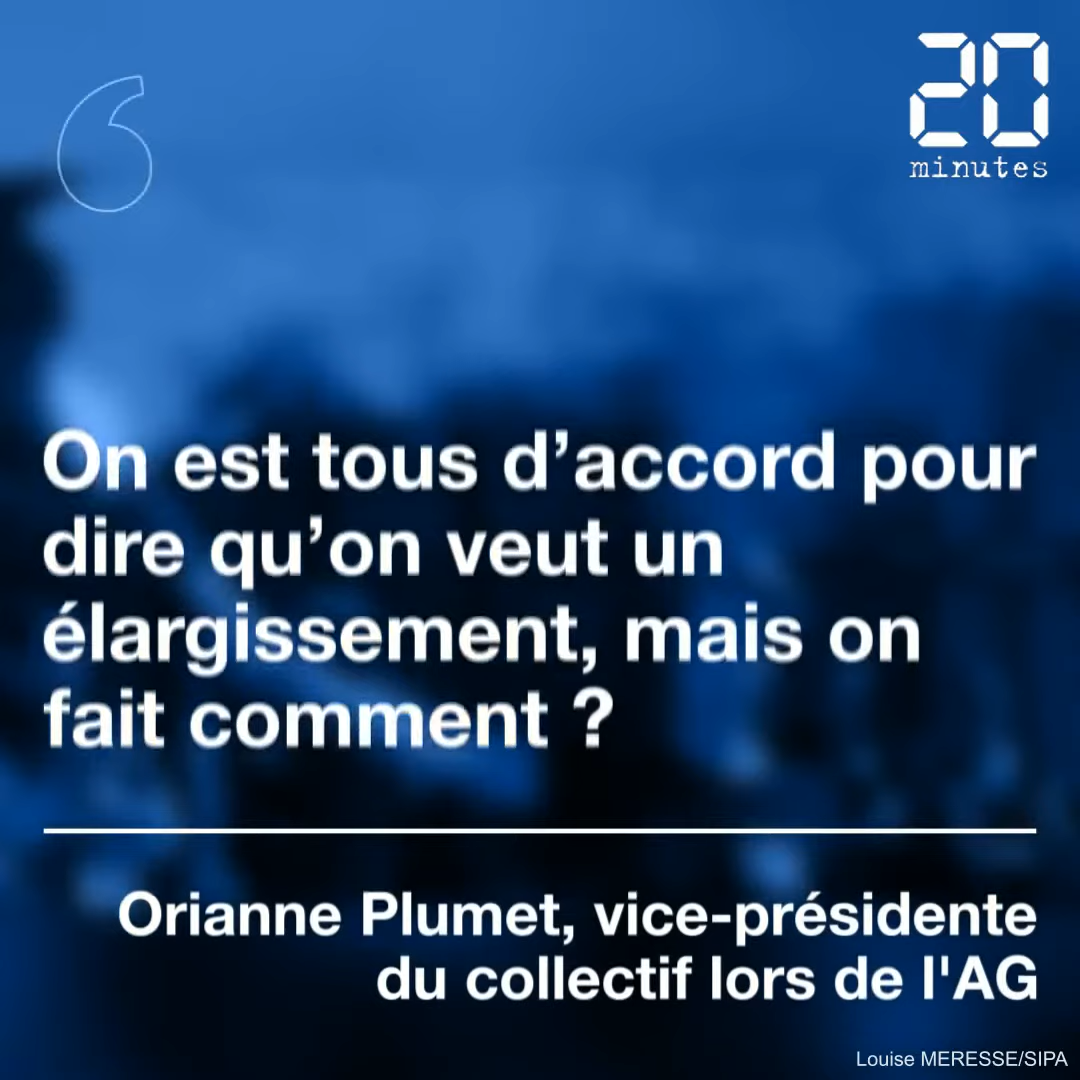 20
minutes
On est tous d’accord pour
dire qu’on veut un
élargissement, mais on
fait comment ?
Orianne Plumet, vice-présidente
du collectif lors de l'AG
Louise MERESSE/SIPA